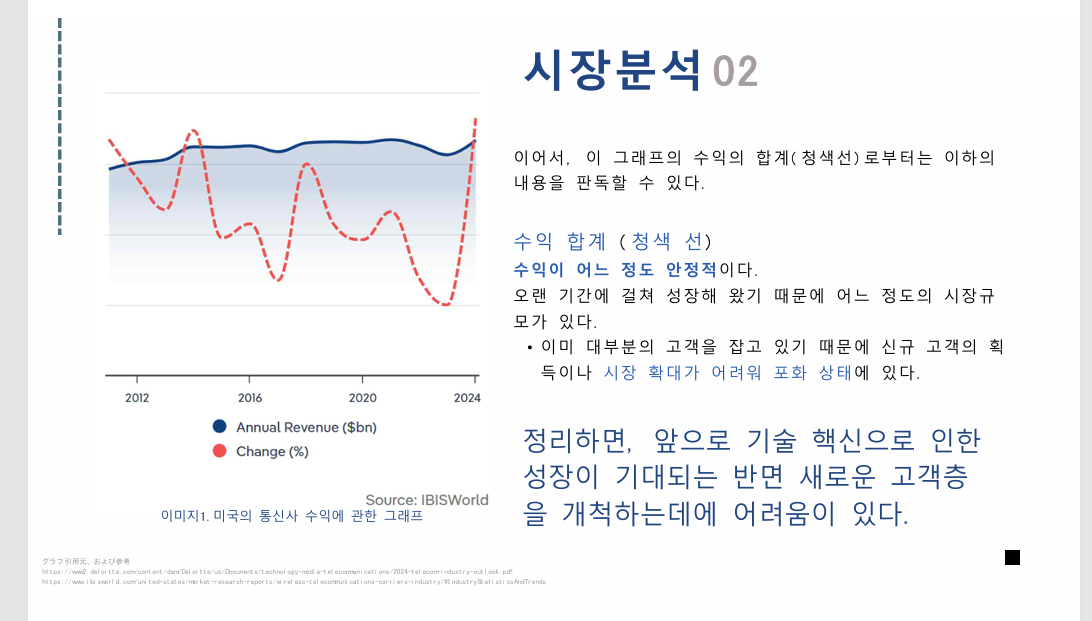 시장분석 02
이어서, 이 그래프의 수익의 합계(청색선)로부터는 이하의
내용을 판독할 수 있다.
수익 합계 (청색 선)
수익이 어느 정도 안정적이다.
오랜 기간에 걸쳐 성장해 왔기 때문에 어느 정도의 시장규
모가 있다.
• 이미 대부분의 고객을 잡고 있기 때문에 신규 고객의 획
득이나 시장 확대가 어려워 포화 상태에 있다.
정리하면, 앞으로 기술 핵신으로 인한
성장이 기대되는 반면 새로운 고객층
을 개척하는데에 어려움이 있다.
2012 2016 2020 2024
Annual Revenue ($bn)
Change (%)
Source: IBISWorld
이미지1. 미국의 통신사 수익에 관한 그래프
グラフ引用元、および参考
https://www2.deloitte.com/content/dam/Deloitte/us/Documents/technology-media-telecommunications/2024-telecom-industry-outlook.pdf
https://www.ibisworld.com/united-states/market-research-reports/wireless-telecommunications-carriers-industry/#IndustryStatisticsAndTrends